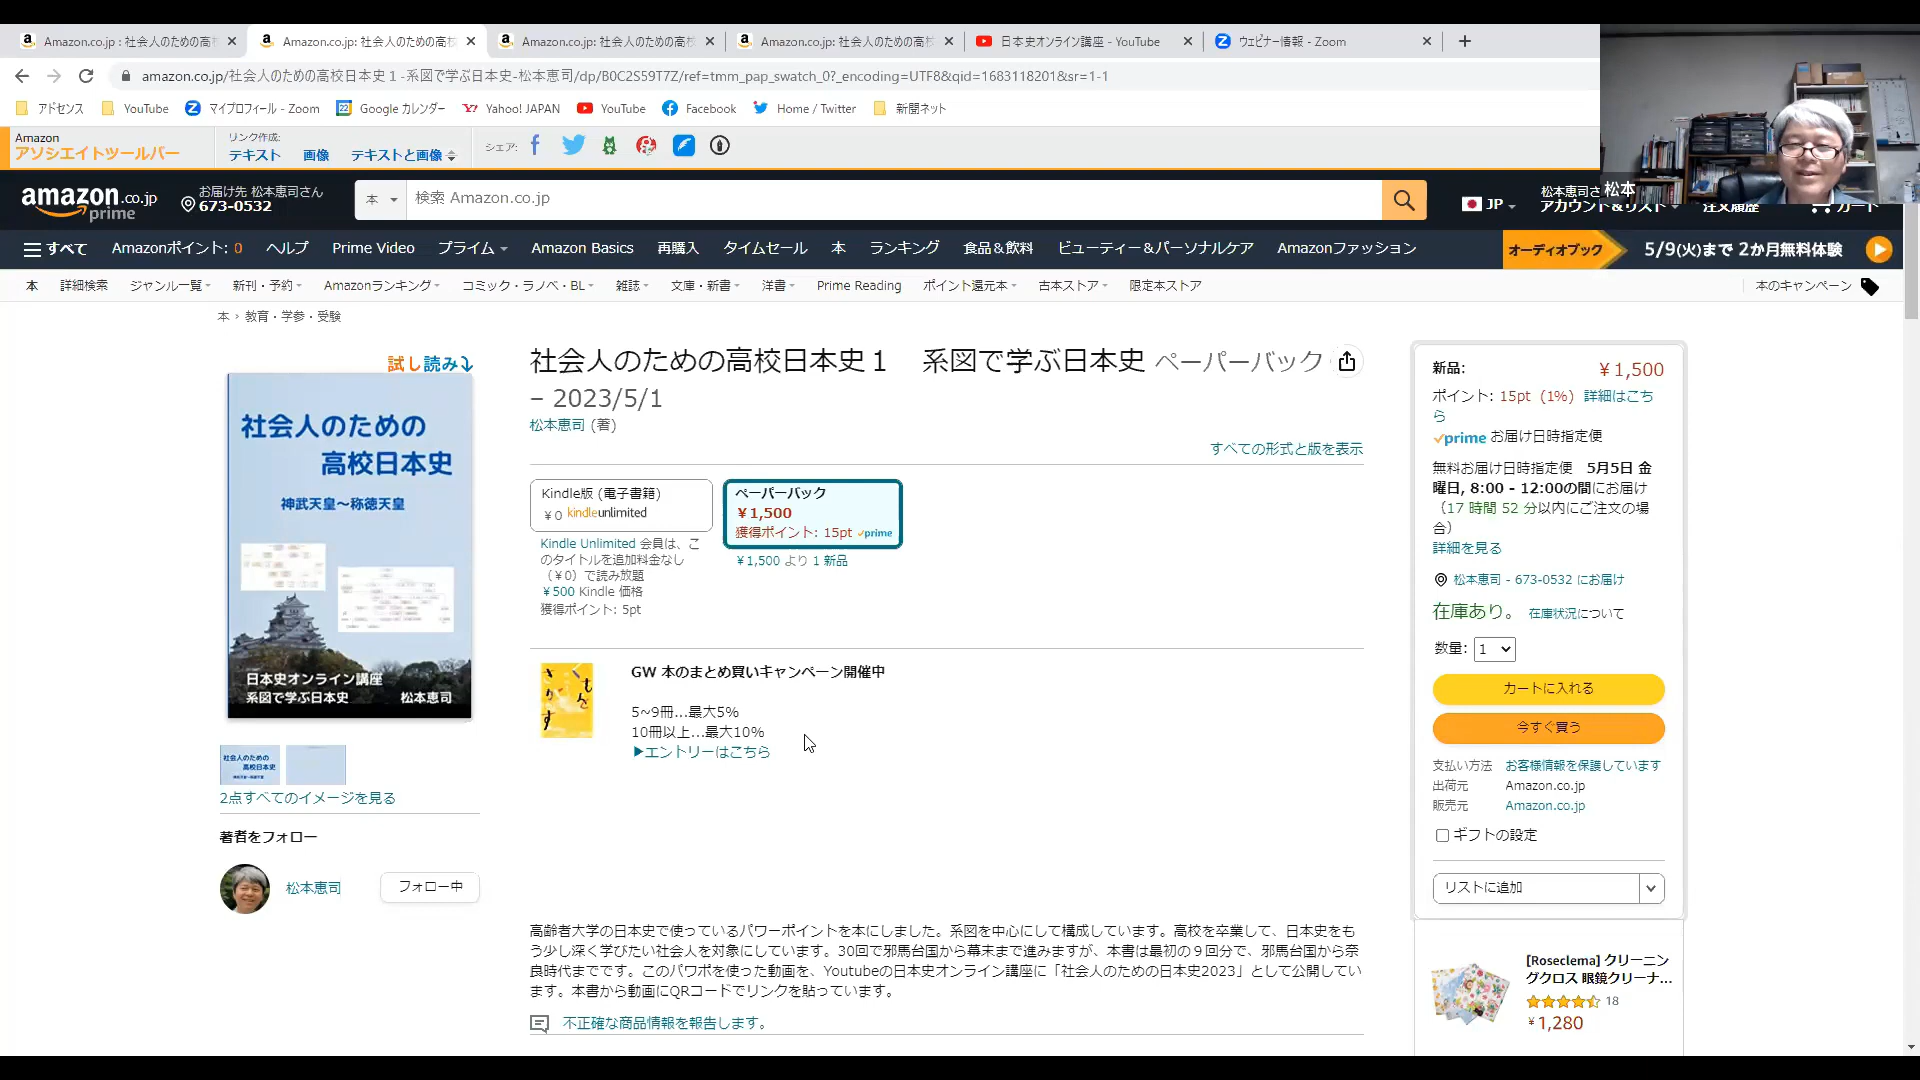 Amazon.co.jp : 社会人のための高
Amazon.co.jp: 社会人のための高校
Amazon.co.jp: 社会人のための高校
Amazon.co.jp: 社会人のための高校
日本史オンライン講座 - YouTube
ウェビナー情報 - Zoom
amazon.co.jp/社会人のための高校日本史１-系図で学ぶ日本史-松本恵司/dp/B0C2S59T7Z/ref=tmm_pap_swatch_0?_encoding=UTF8&qid=1683118201&sr=1-1
アドセンス
YouTube
マイプロフィール - Zoom
Google カレンダー
Yahoo! JAPAN
YouTube
Facebook
Home / Twitter
新聞ネット
Amazon
アソシエイトツールバー
リンク作成:
テキスト 画像 テキストと画像
シェア:
amazon.co.jp
prime
お届け先 松本恵司さん
673-0532
本
検索 Amazon.co.jp
JP
松本恵司さ
アカウント＆リスト
注文履歴
カート
松本
すべて
Amazonポイント: 0
ヘルプ
Prime Video
プライム
Amazon Basics
再購入
タイムセール
本
ランキング
食品＆飲料
ビューティー＆パーソナルケア
Amazonファッション
オーディオブック
5/9(火)まで 2か月無料体験
本
詳細検索
ジャンル一覧
新刊・予約
Amazonランキング
コミック・ラノベ・BL
雑誌
文庫・新書
洋書
Prime Reading
ポイント還元本
古本ストア
限定本ストア
本のキャンペーン
本 › 教育・学参・受験
試し読み
社会人のための
高校日本史
神武天皇～称徳天皇
日本史オンライン講座
系図で学ぶ日本史 松本恵司
社会人のための
高校日本史
2点すべてのイメージを見る
著者をフォロー
松本恵司
フォロー中
社会人のための高校日本史１　系図で学ぶ日本史 ペーパーバック
– 2023/5/1
松本恵司 (著)
すべての形式と版を表示
Kindle版 (電子書籍)
￥0 kindleunlimited
Kindle Unlimited 会員は、こ
のタイトルを追加料金なし
（￥0）で読み放題
￥500 Kindle 価格
獲得ポイント: 5pt
ペーパーバック
￥1,500
獲得ポイント: 15pt prime
￥1,500 より 1 新品
GW 本のまとめ買いキャンペーン開催中
5~9冊…最大5%
10冊以上…最大10%
▶エントリーはこちら
高齢者大学の日本史で使っているパワーポイントを本にしました。系図を中心にして構成しています。高校を卒業して、日本史をも
う少し深く学びたい社会人を対象にしています。30回で邪馬台国から幕末まで進みますが、本書は最初の９回分で、邪馬台国から奈
良時代までです。このパワポを使った動画を、Youtubeの日本史オンライン講座に「社会人のための日本史2023」として公開してい
ます。本書から動画にQRコードでリンクを貼っています。
不正確な商品情報を報告します。
新品: ￥1,500
ポイント: 15pt (1%) 詳細はこち
ら
prime お届け日時指定便
無料お届け日時指定便 5月5日 金
曜日, 8:00 - 12:00の間にお届け
（17 時間 52 分以内にご注文の場
合）
詳細を見る
松本恵司 - 673-0532 にお届け
在庫あり。 在庫状況について
数量: 1
カートに入れる
今すぐ買う
支払い方法 お客様情報を保護しています
出荷元 Amazon.co.jp
販売元 Amazon.co.jp
ギフトの設定
リストに追加
[Roseclema] クリーニ
ングクロス 眼鏡クリーナ...
18
￥1,280